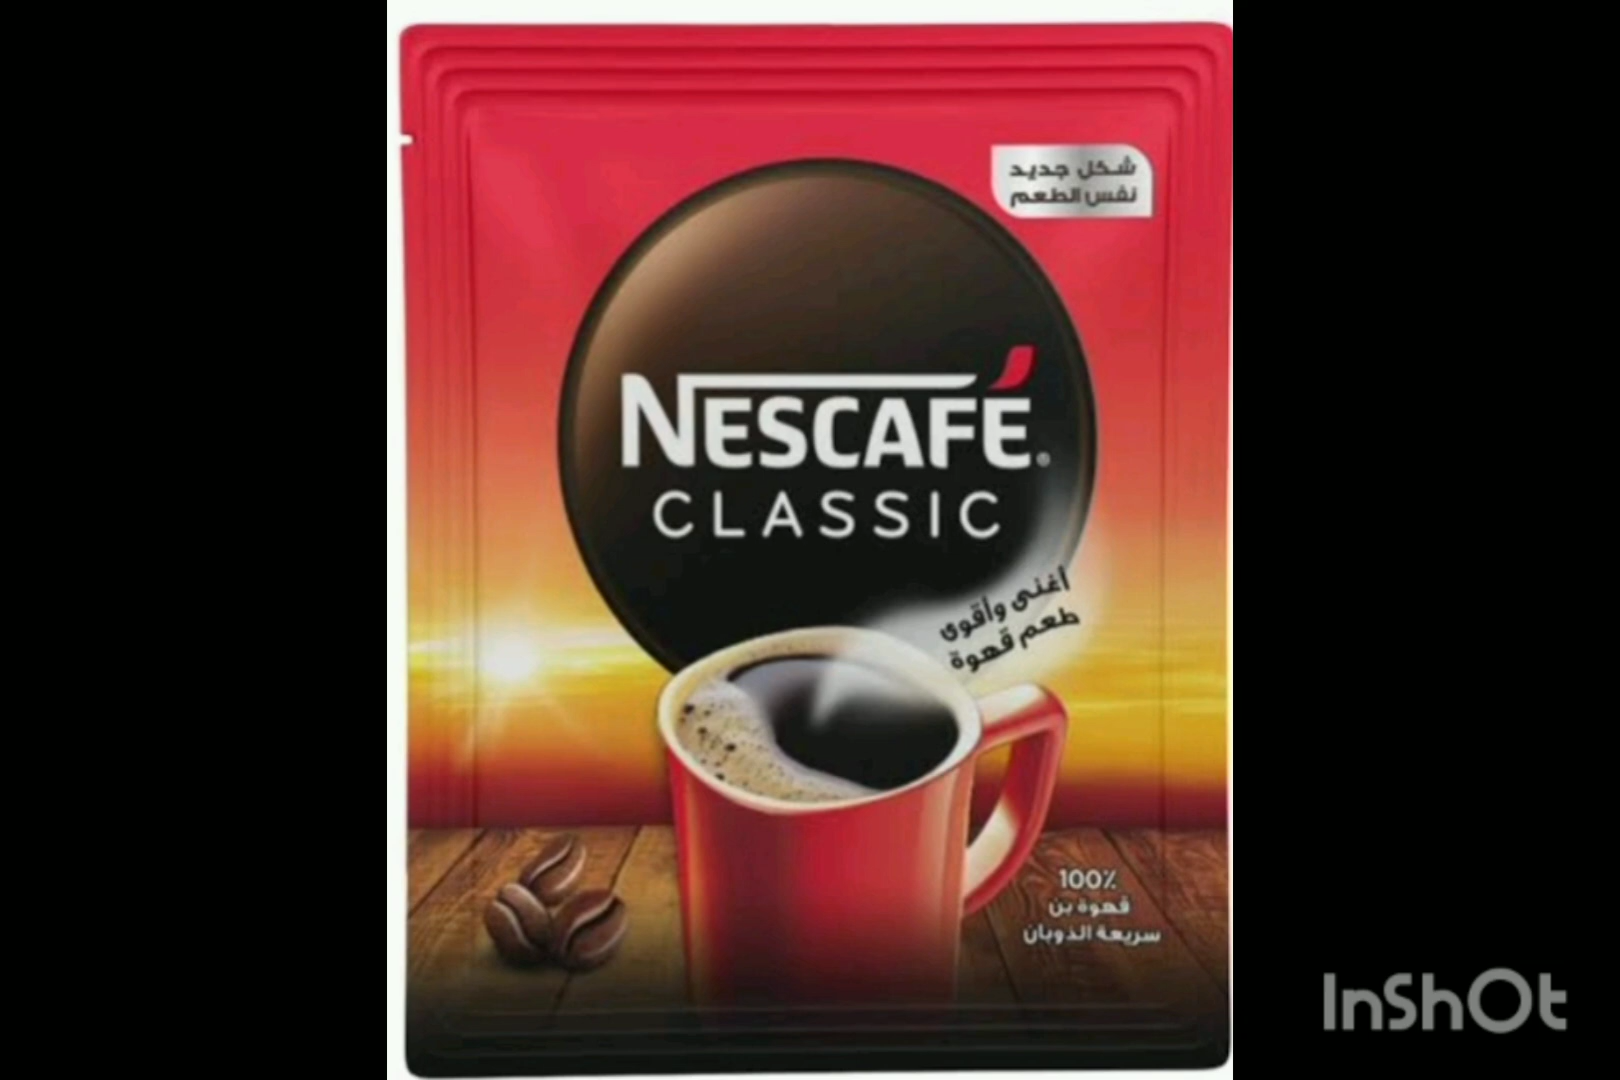 شكل جديد
نفس الطعم
NESCAFÉ®
CLASSIC
أغنى وأقوى
طعم قهوة
100%
قهوة بن
سريعة الذوبان
InShOt